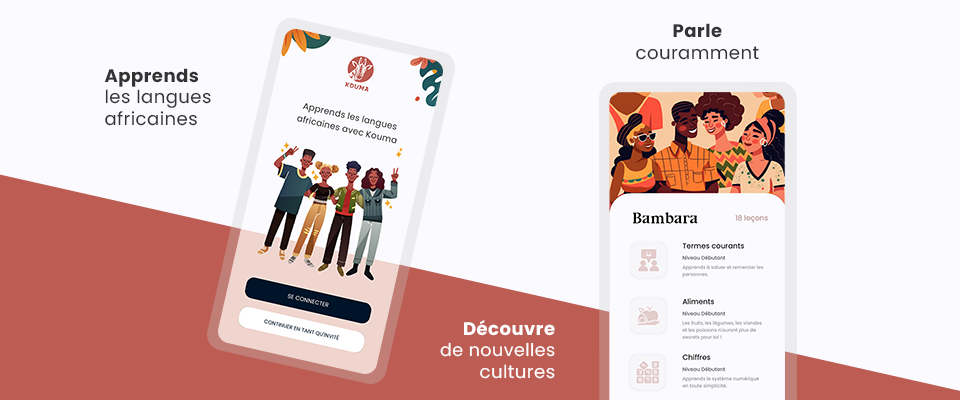 Apprends
les langues
africaines
KOUMA
Apprends les langues
africaines avec Kouma
SE CONNECTER
CONTINUER EN TANT QU'INVITÉ
Découvre
de nouvelles
cultures
Parle
couramment
Bambara
18 leçons
Termes courants
Niveau Débutant
Apprends à saluer et remercier les
personnes.
Aliments
Niveau Débutant
Les fruits, les légumes, les viandes
et les poissons n'auront plus de
secrets pour toi !
Chiffres
Niveau Débutant
Apprends le système numérique
en toute simplicité.